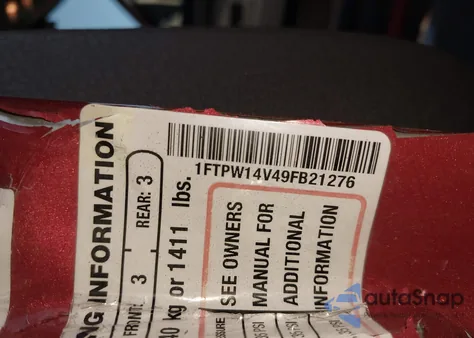 1FTPW14V49FB21276
NG INFORMATION
FRONT: 3 REAR: 3
40 kg or 1411 lbs.
SEE OWNERS
MANUAL FOR
ADDITIONAL
INFORMATION
autoSnap